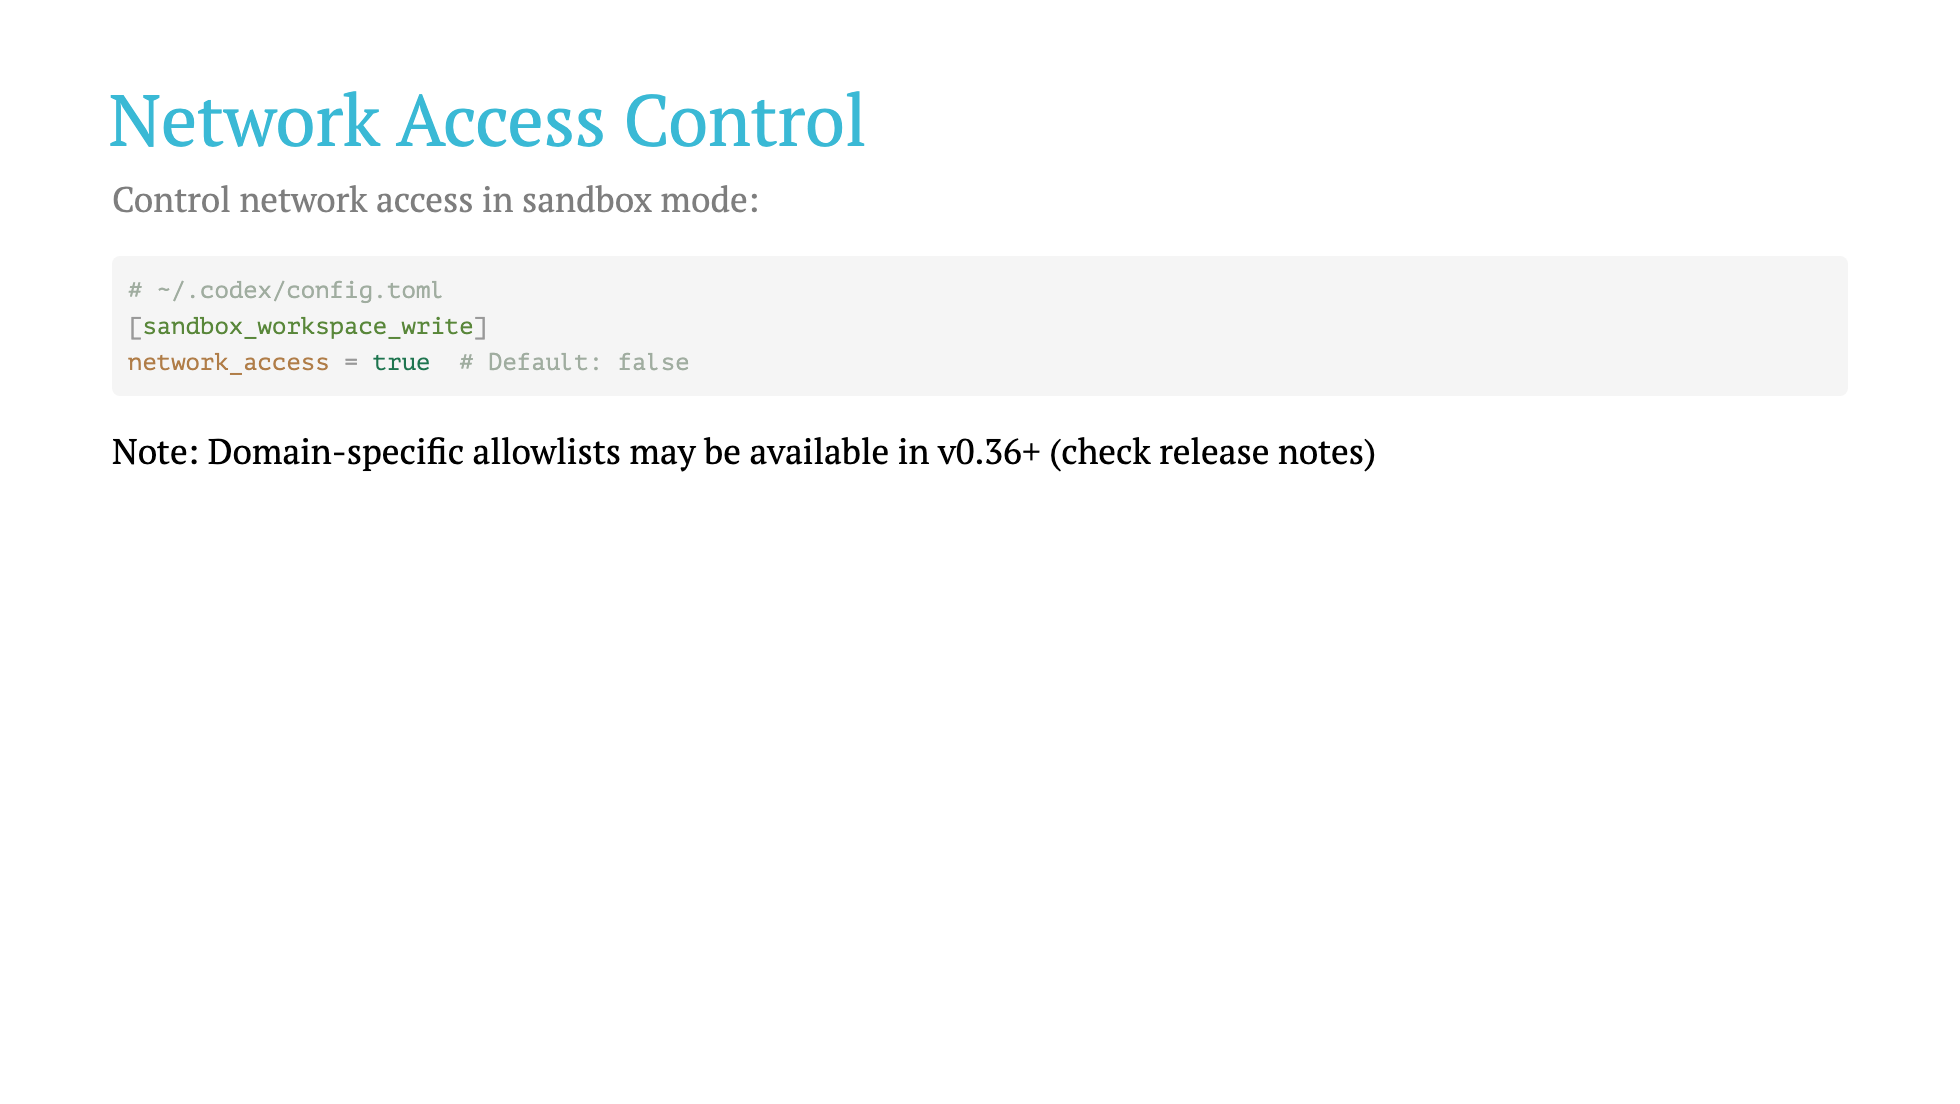 Network Access Control
Control network access in sandbox mode:
# ~/.codex/config.toml
[sandbox_workspace_write]
network_access = true  # Default: false
Note: Domain-specific allowlists may be available in v0.36+ (check release notes)